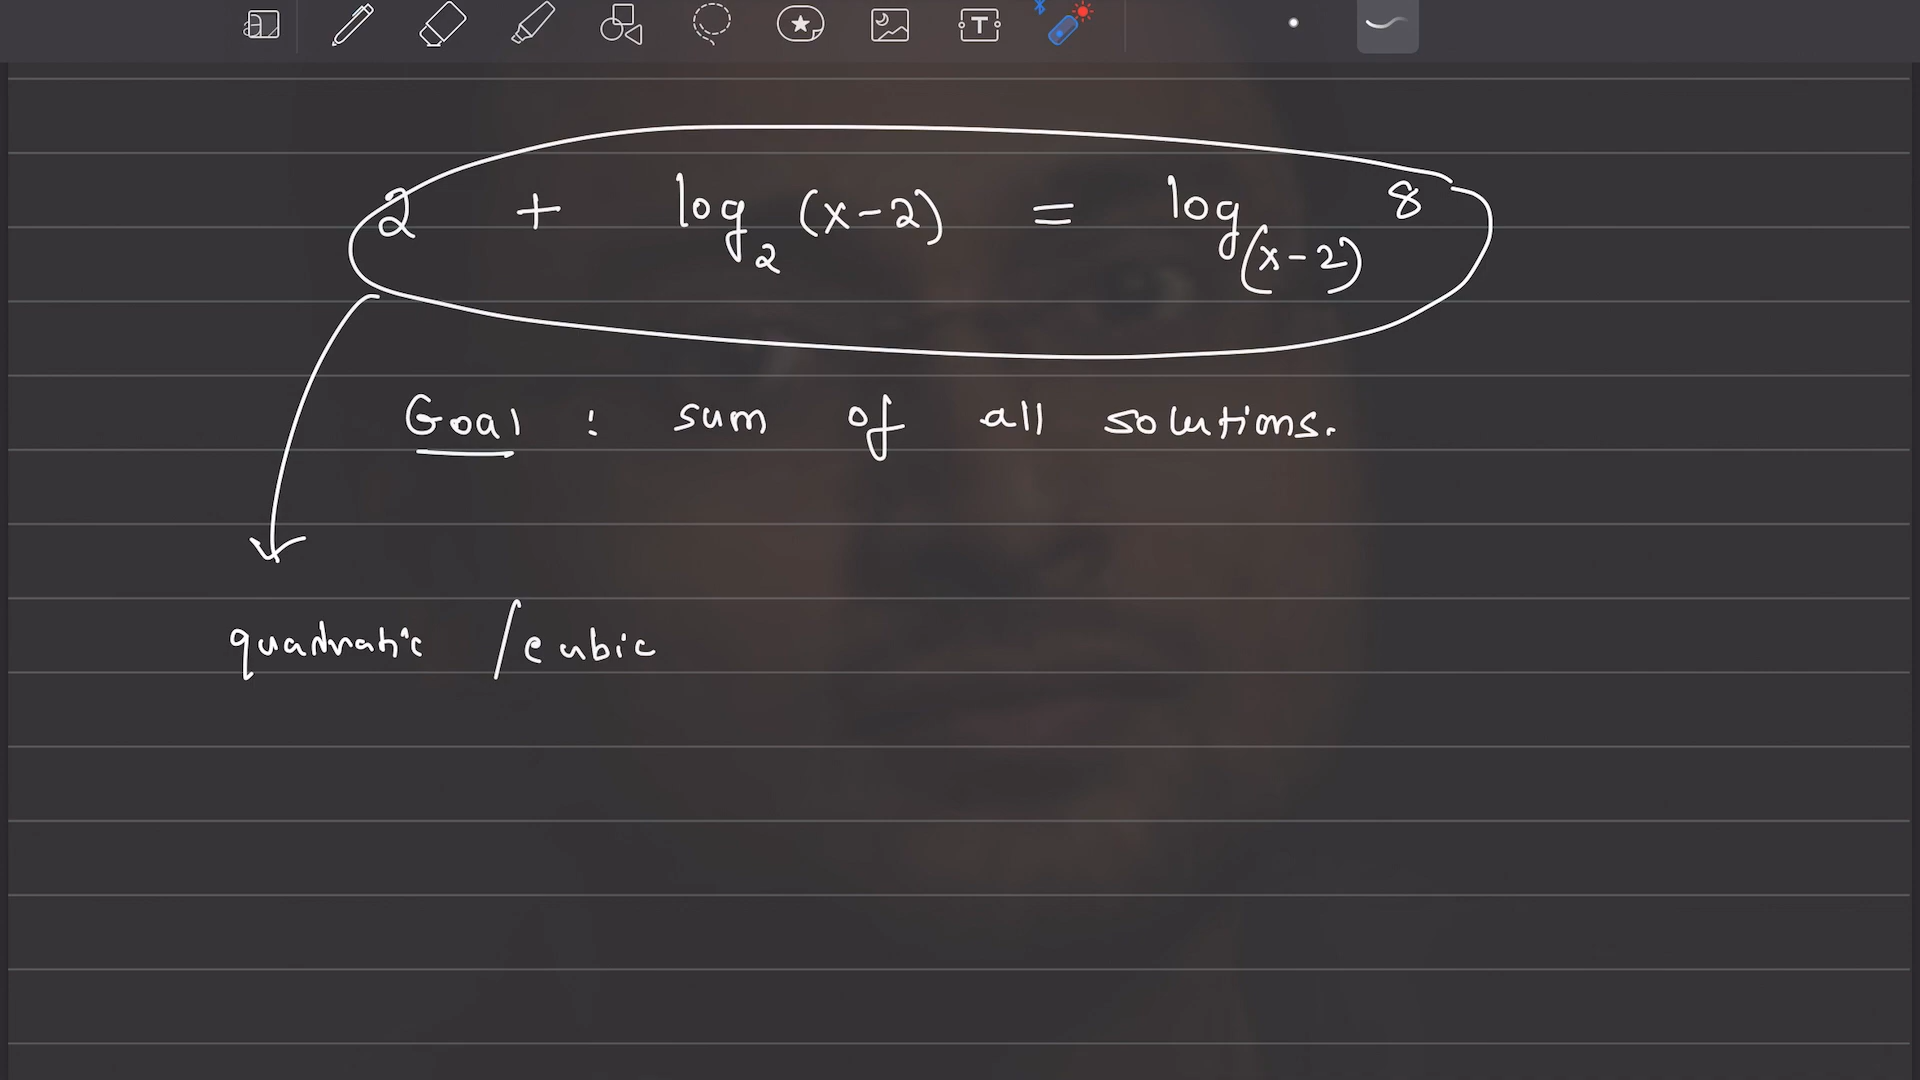 2 + log₂ (x-2) = log₍ₓ₋₂₎ 8
Goal : sum of all solutions.
quadratic / cubic